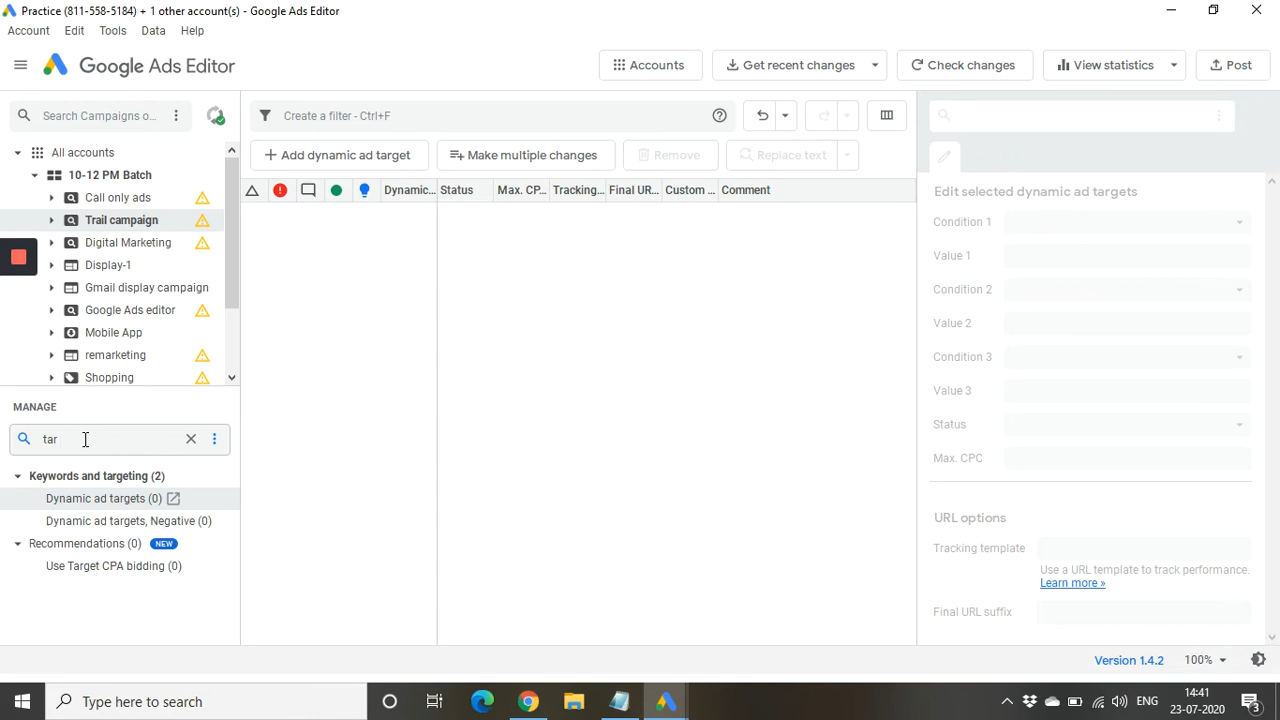 Practice (811-558-5184) + 1 other account(s) - Google Ads Editor
Account Edit Tools Data Help
Google Ads Editor
Accounts
Get recent changes
Check changes
View statistics
Post
Search Campaigns o...
Create a filter - Ctrl+F
All accounts
10-12 PM Batch
Call only ads
Trail campaign
Digital Marketing
Display-1
Gmail display campaign
Google Ads editor
Mobile App
remarketing
Shopping
Add dynamic ad target
Make multiple changes
Remove
Replace text
Dynamic... Status Max. CP... Tracking... Final UR... Custom ... Comment
MANAGE
tar
Keywords and targeting (2)
Dynamic ad targets (0)
Dynamic ad targets, Negative (0)
Recommendations (0) NEW
Use Target CPA bidding (0)
Edit selected dynamic ad targets
Condition 1
Value 1
Condition 2
Value 2
Condition 3
Value 3
Status
Max. CPC
URL options
Tracking template
Use a URL template to track performance.
Learn more »
Final URL suffix
Version 1.4.2 100%
Type here to search
ENG
14:41
23-07-2020
3